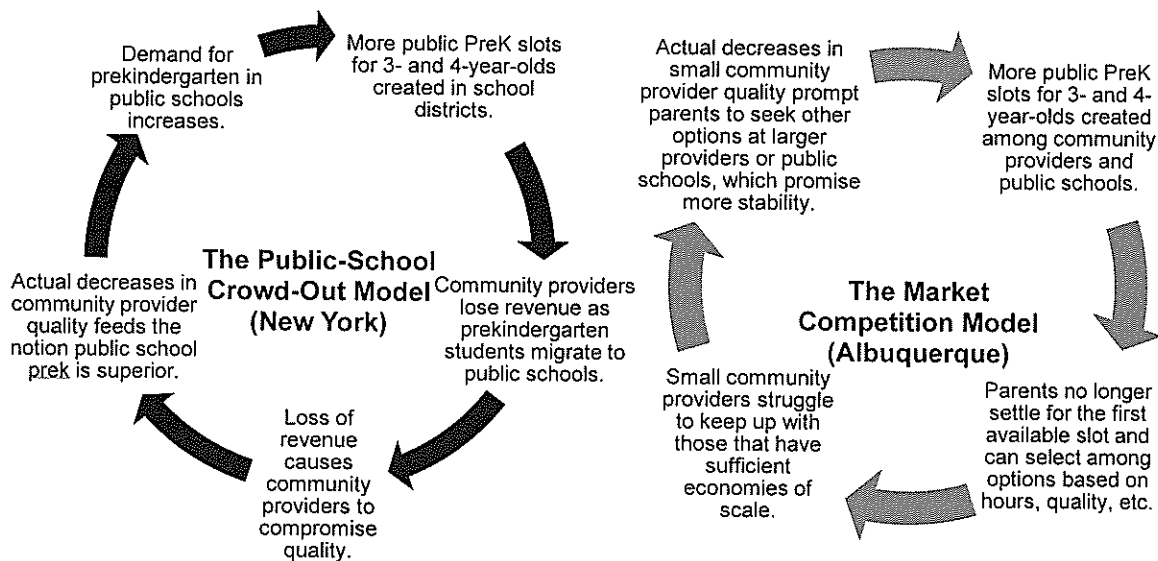 Demand for
prekindergarten in
public schools
increases.
More public PreK slots
for 3- and 4-year-olds
created in school
districts.
The Public-School
Crowd-Out Model
(New York)
Community providers
lose revenue as
prekindergarten
students migrate to
public schools.
Loss of
revenue
causes
community
providers to
compromise
quality.
Actual decreases in
community provider
quality feeds the
notion public school
prek is superior.
Actual decreases in
small community
provider quality prompt
parents to seek other
options at larger
providers or public
schools, which promise
more stability.
More public PreK
slots for 3- and 4-
year-olds created
among community
providers and
public schools.
The Market
Competition Model
(Albuquerque)
Parents no longer
settle for the first
available slot and
can select among
options based on
hours, quality, etc.
Small community
providers struggle
to keep up with
those that have
sufficient
economies of
scale.